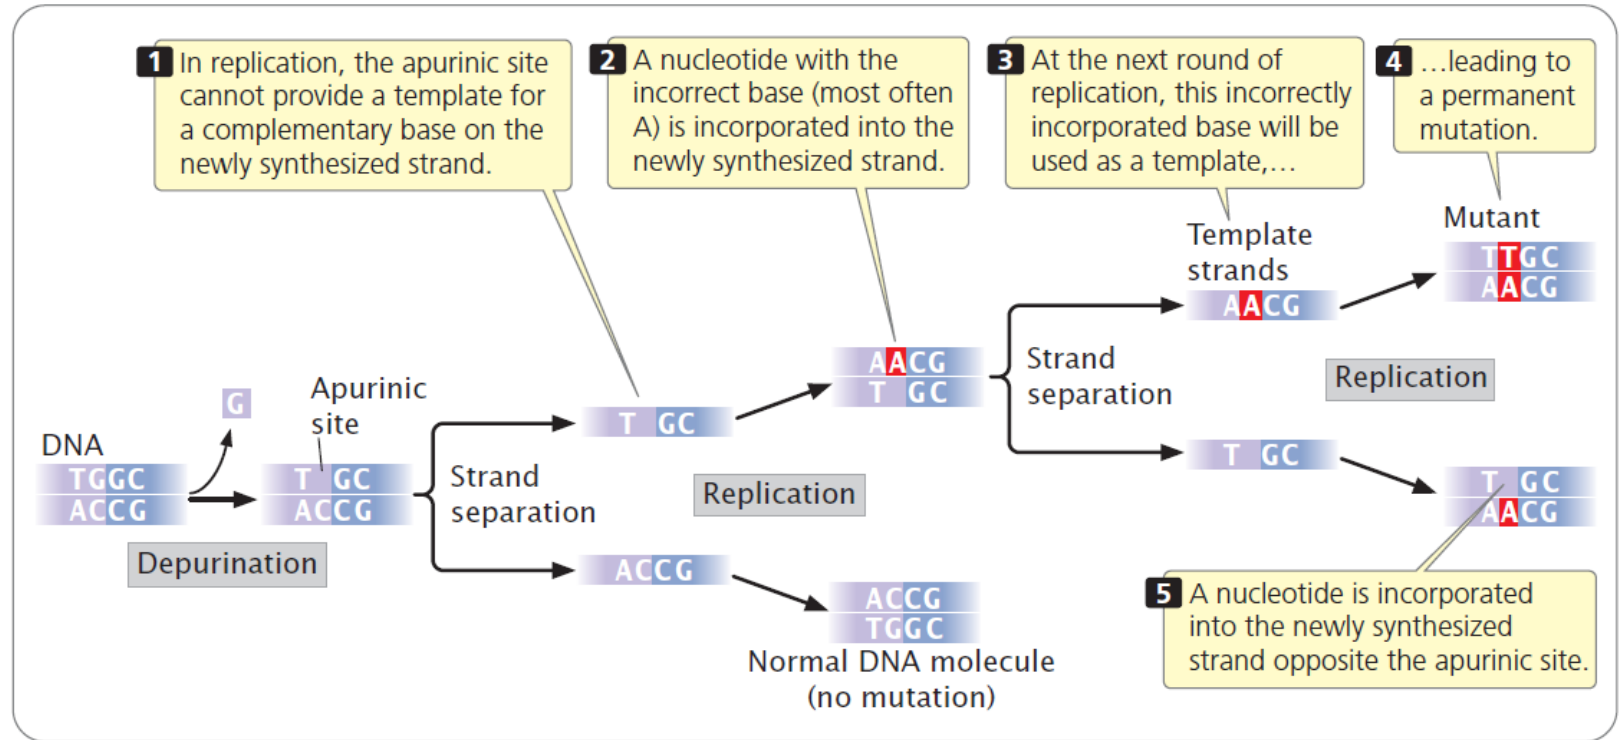 1 In replication, the apurinic site
cannot provide a template for
a complementary base on the
newly synthesized strand.
2 A nucleotide with the
incorrect base (most often
A) is incorporated into the
newly synthesized strand.
3 At the next round of
replication, this incorrectly
incorporated base will be
used as a template,…
4 …leading to
a permanent
mutation.
DNA
TGGC
ACCG
Depurination
G
Apurinic
site
T GC
ACCG
Strand
separation
T GC
ACCG
Replication
AACG
T GC
ACCG
TGGC
Normal DNA molecule
(no mutation)
Strand
separation
Template
strands
AACG
T GC
Replication
Mutant
TTGC
AACG
T GC
AACG
5 A nucleotide is incorporated
into the newly synthesized
strand opposite the apurinic site.